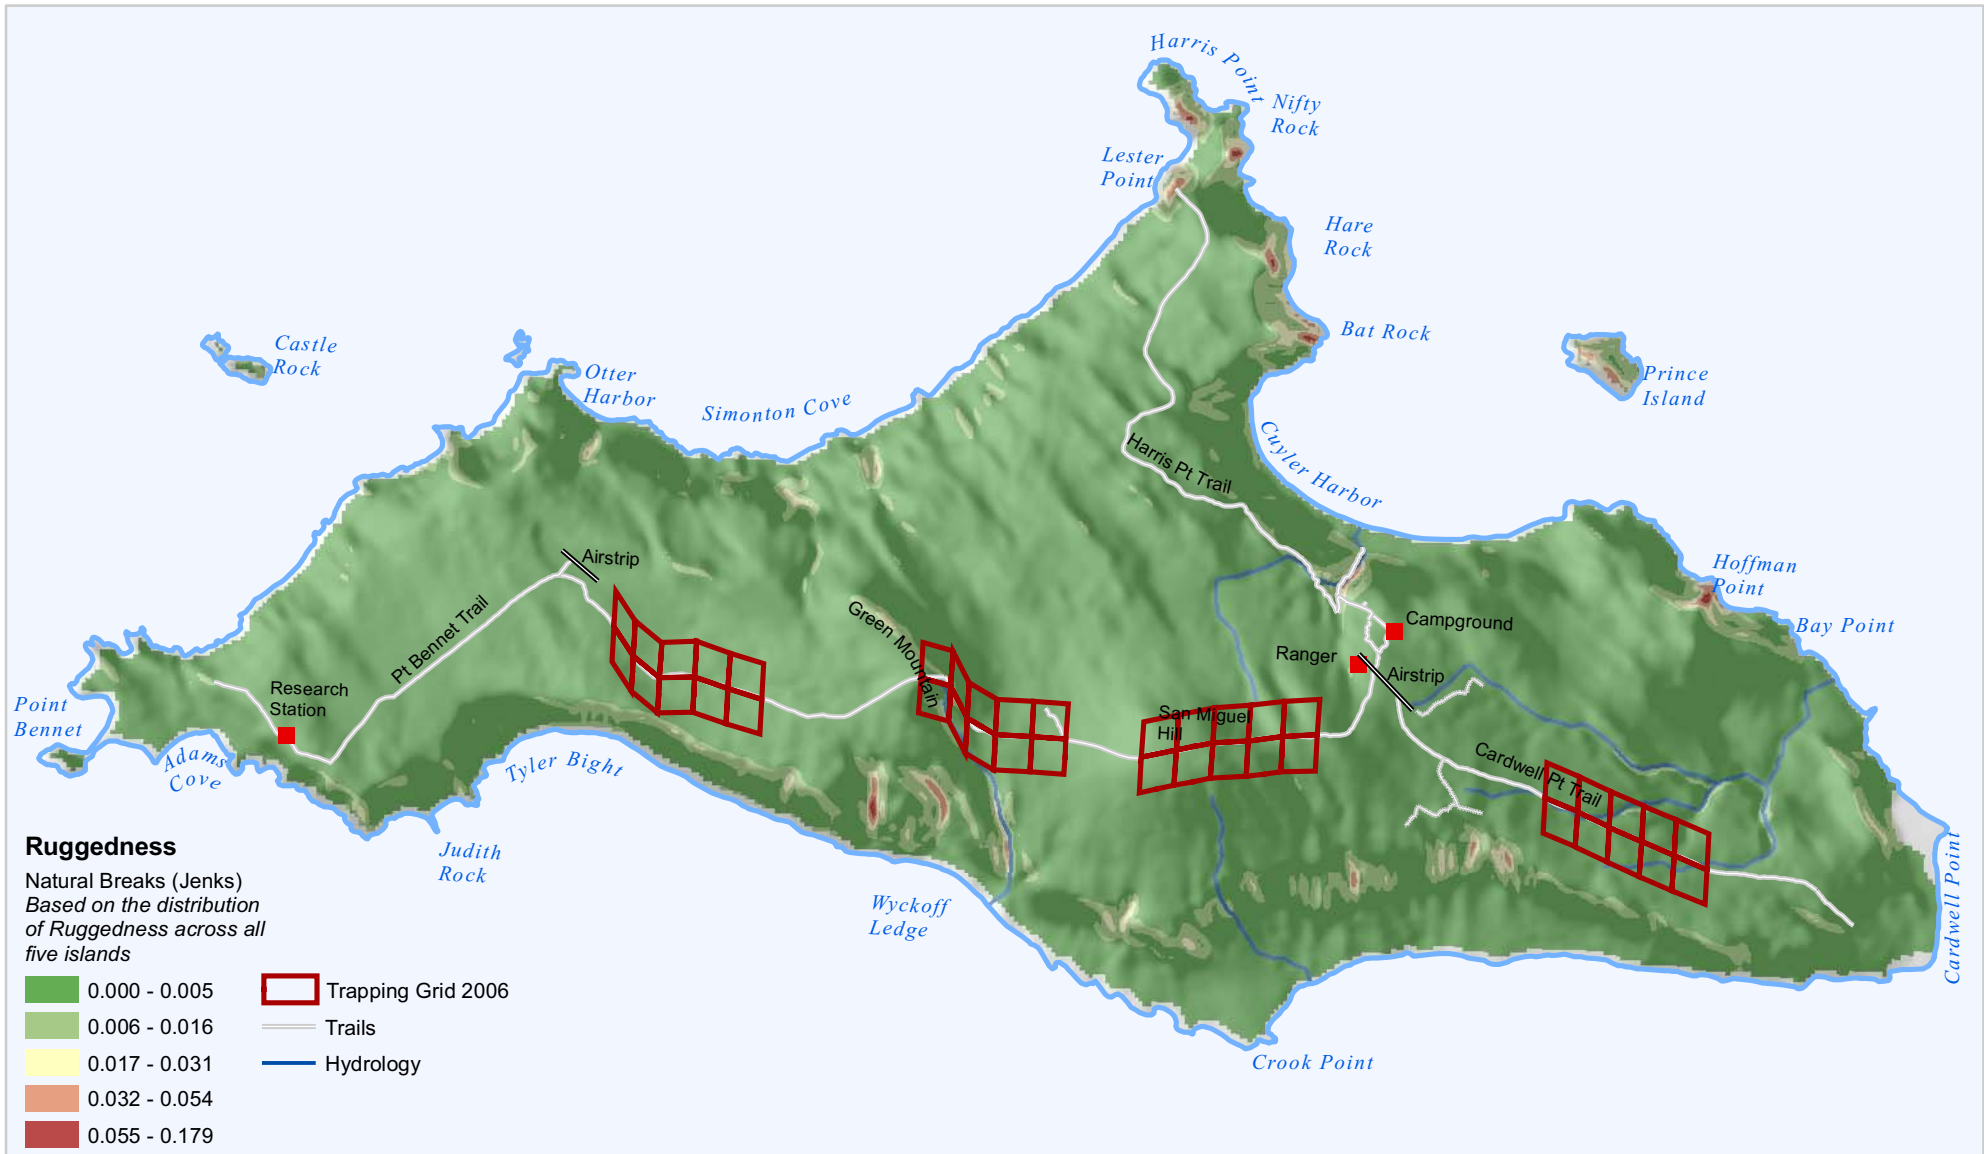 Harris Point
Nifty
Rock
Lester
Point
Hare
Rock
Bat Rock
Castle
Rock
Otter
Harbor
Simonton Cove
Prince
Island
Cuyler Harbor
Harris Pt Trail
Airstrip
Hoffman
Point
Bay Point
Campground
Ranger
Airstrip
Pt Bennet Trail
Green Mountain
Research
Station
Point
Bennet
Adams
Cove
Tyler Bight
San Miguel
Hill
Cardwell Pt Trail
Cardwell Point
Judith
Rock
Wyckoff
Ledge
Crook Point
Ruggedness
Natural Breaks (Jenks)
Based on the distribution
of Ruggedness across all
five islands
0.000 - 0.005
0.006 - 0.016
0.017 - 0.031
0.032 - 0.054
0.055 - 0.179
Trapping Grid 2006
Trails
Hydrology